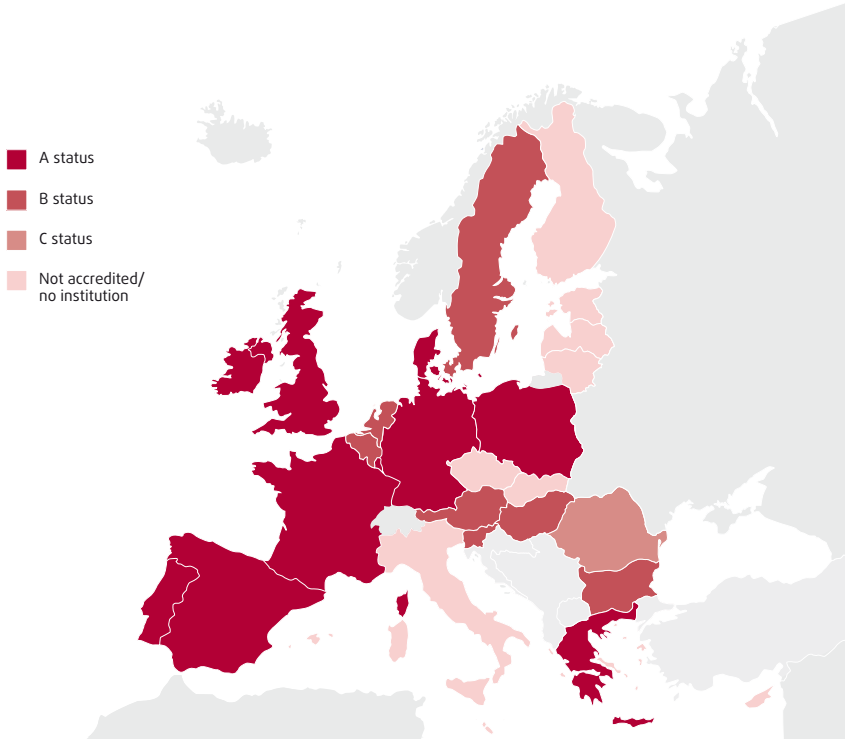 A status
B status
C status
Not accredited/
no institution